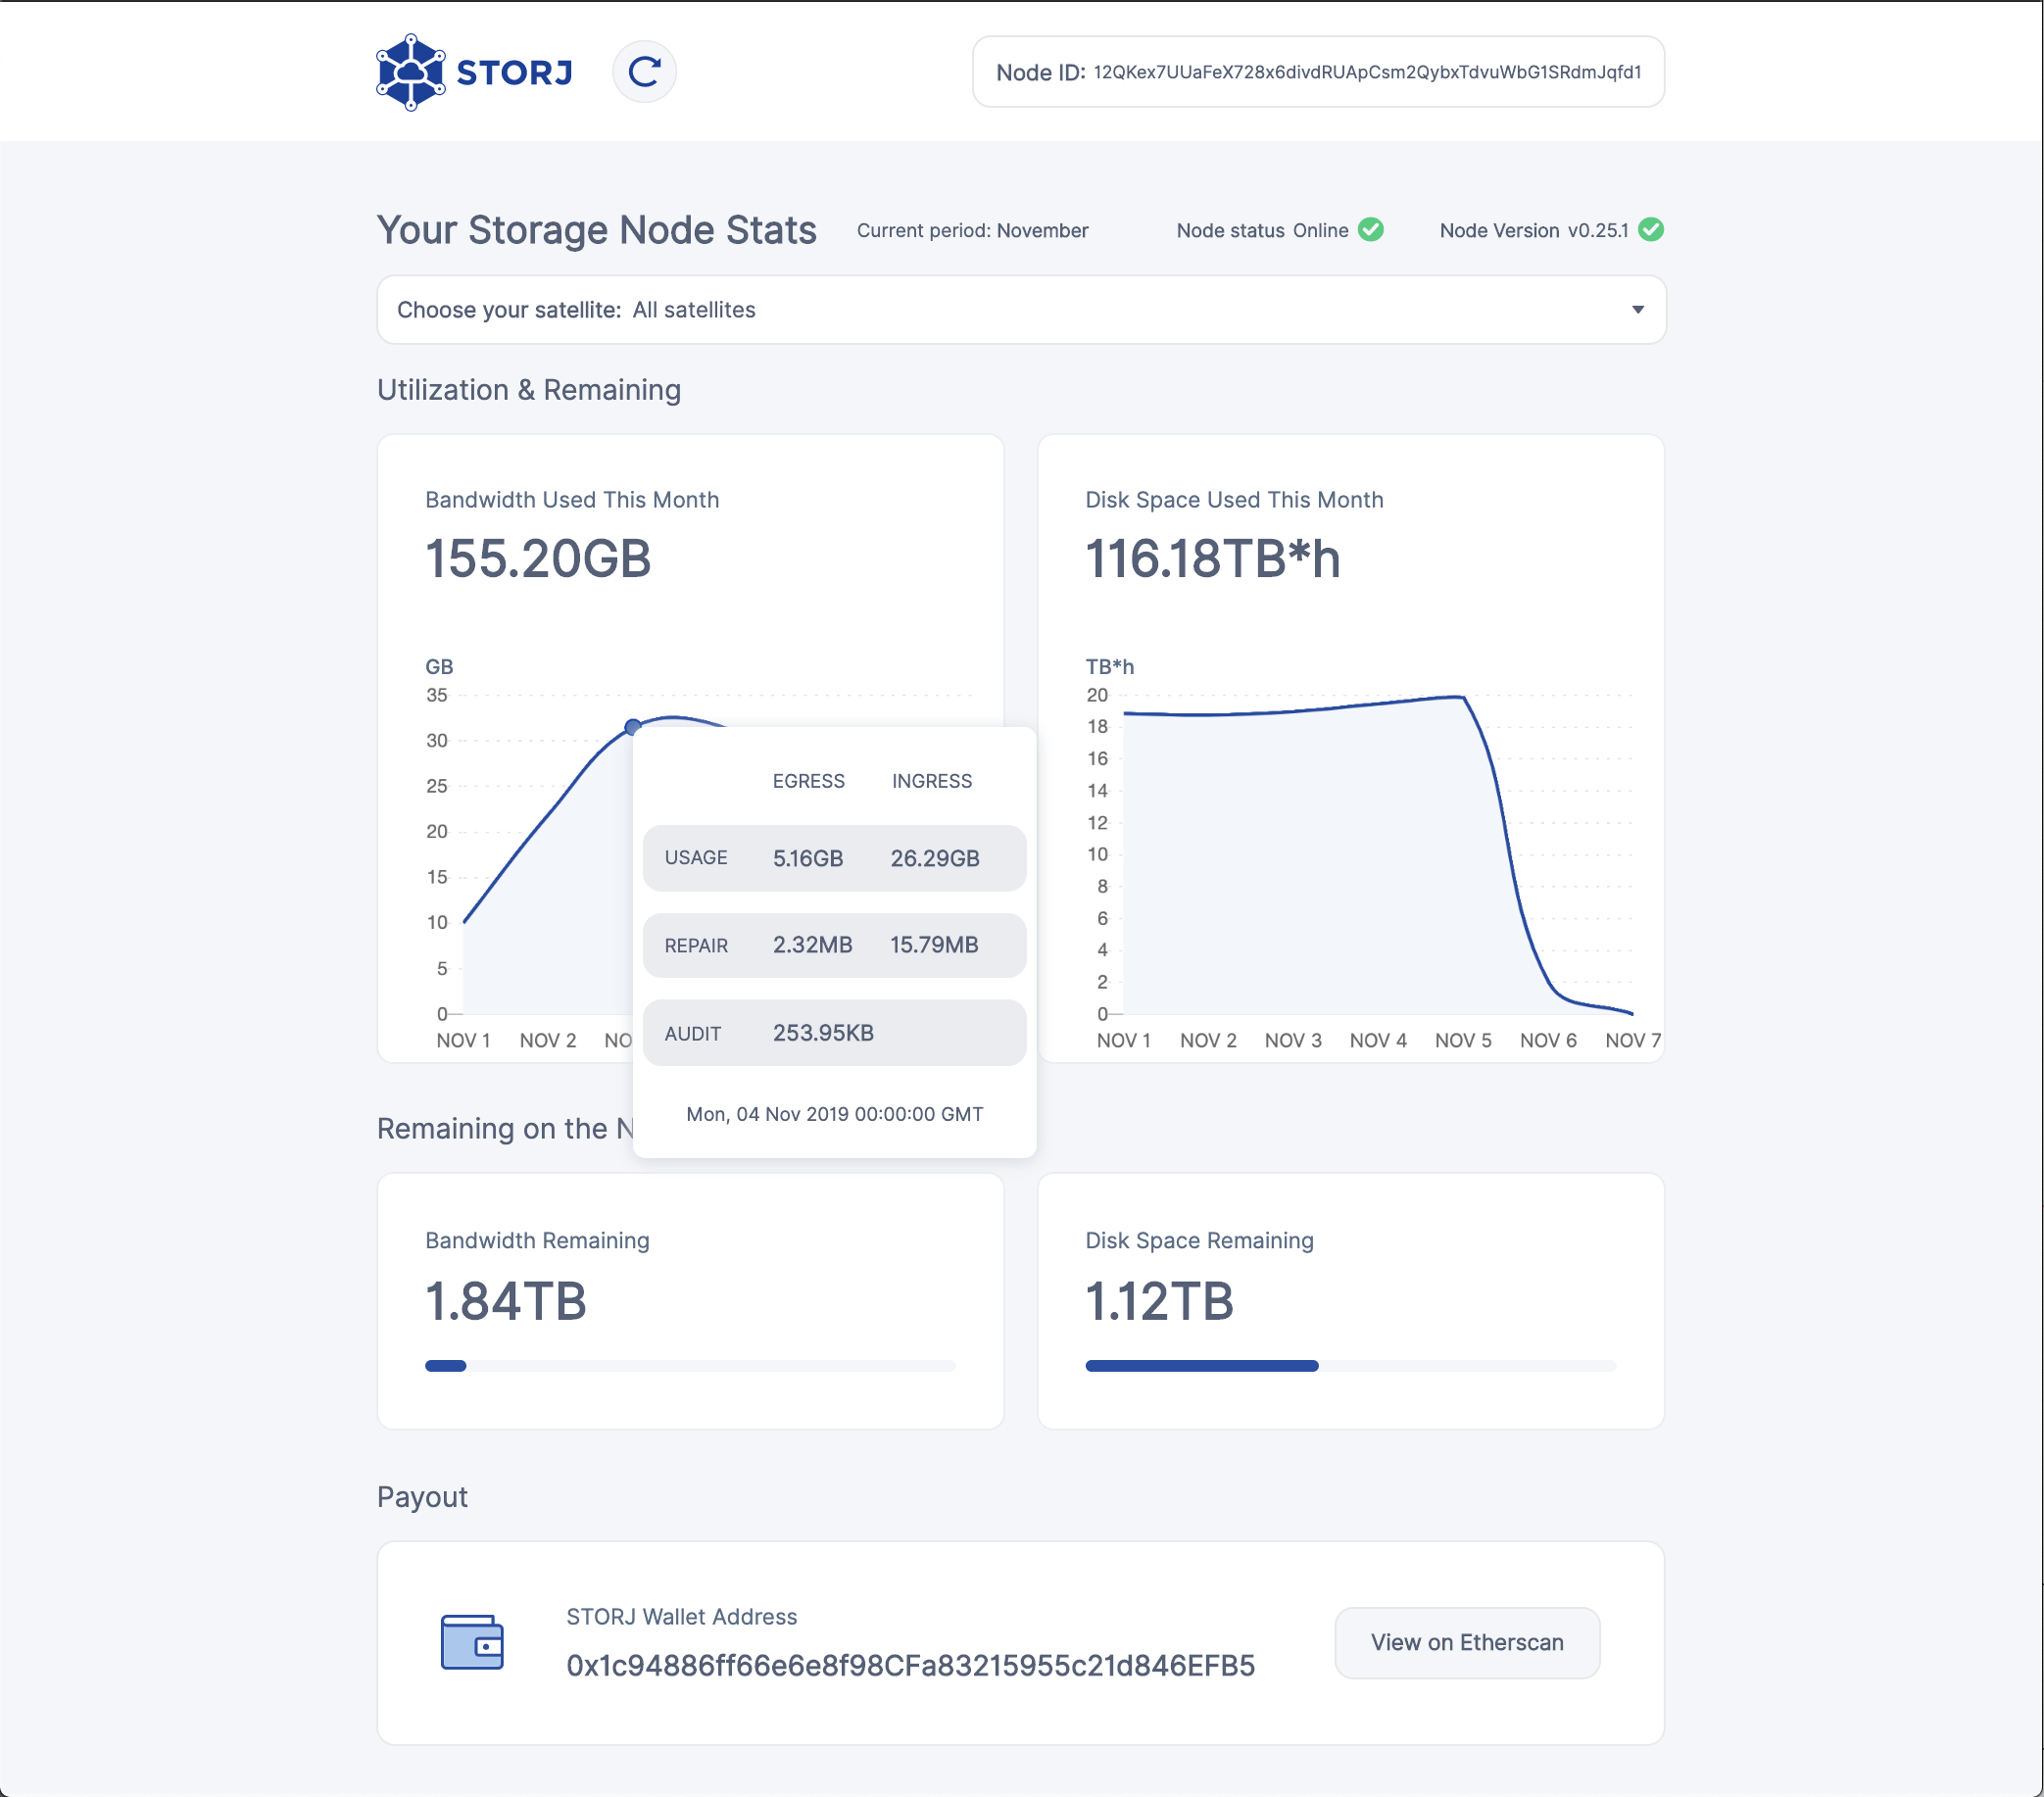 STORJ
Node ID: 12QKex7UUaFeX728x6divdRUApCsm2QybxTdvuWbG1SRdmJqfd1
Your Storage Node Stats
Current period: November
Node status Online
Node Version v0.25.1
Choose your satellite: All satellites
Utilization & Remaining
Bandwidth Used This Month
155.20GB
GB
35
30
25
20
15
10
5
0
NOV 1 NOV 2 NO
EGRESS INGRESS
USAGE 5.16GB 26.29GB
REPAIR 2.32MB 15.79MB
AUDIT 253.95KB
Mon, 04 Nov 2019 00:00:00 GMT
Disk Space Used This Month
116.18TB*h
TB*h
20
18
16
14
12
10
8
6
4
2
0
NOV 1 NOV 2 NOV 3 NOV 4 NOV 5 NOV 6 NOV 7
Remaining on the N
Bandwidth Remaining
1.84TB
Disk Space Remaining
1.12TB
Payout
STORJ Wallet Address
0x1c94886ff66e6e8f98CFa83215955c21d846EFB5
View on Etherscan